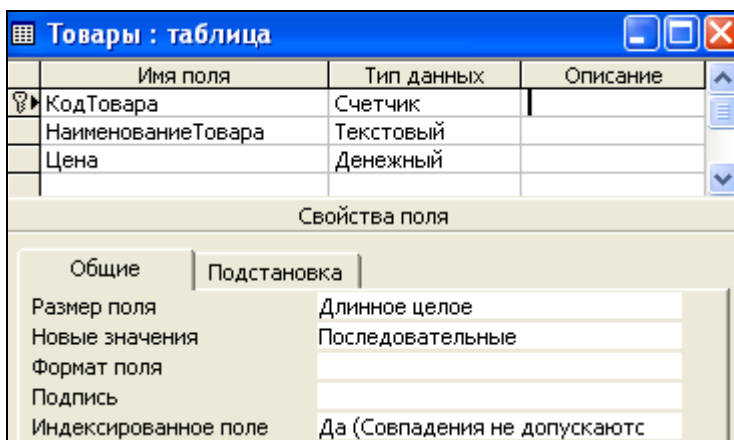 Товары : таблица
Имя поля Тип данных Описание
КодТовара Счетчик
НаименованиеТовара Текстовый
Цена Денежный
Свойства поля
Общие Подстановка
Размер поля Длинное целое
Новые значения Последовательные
Формат поля
Подпись
Индексированное поле Да (Совпадения не допускаютс